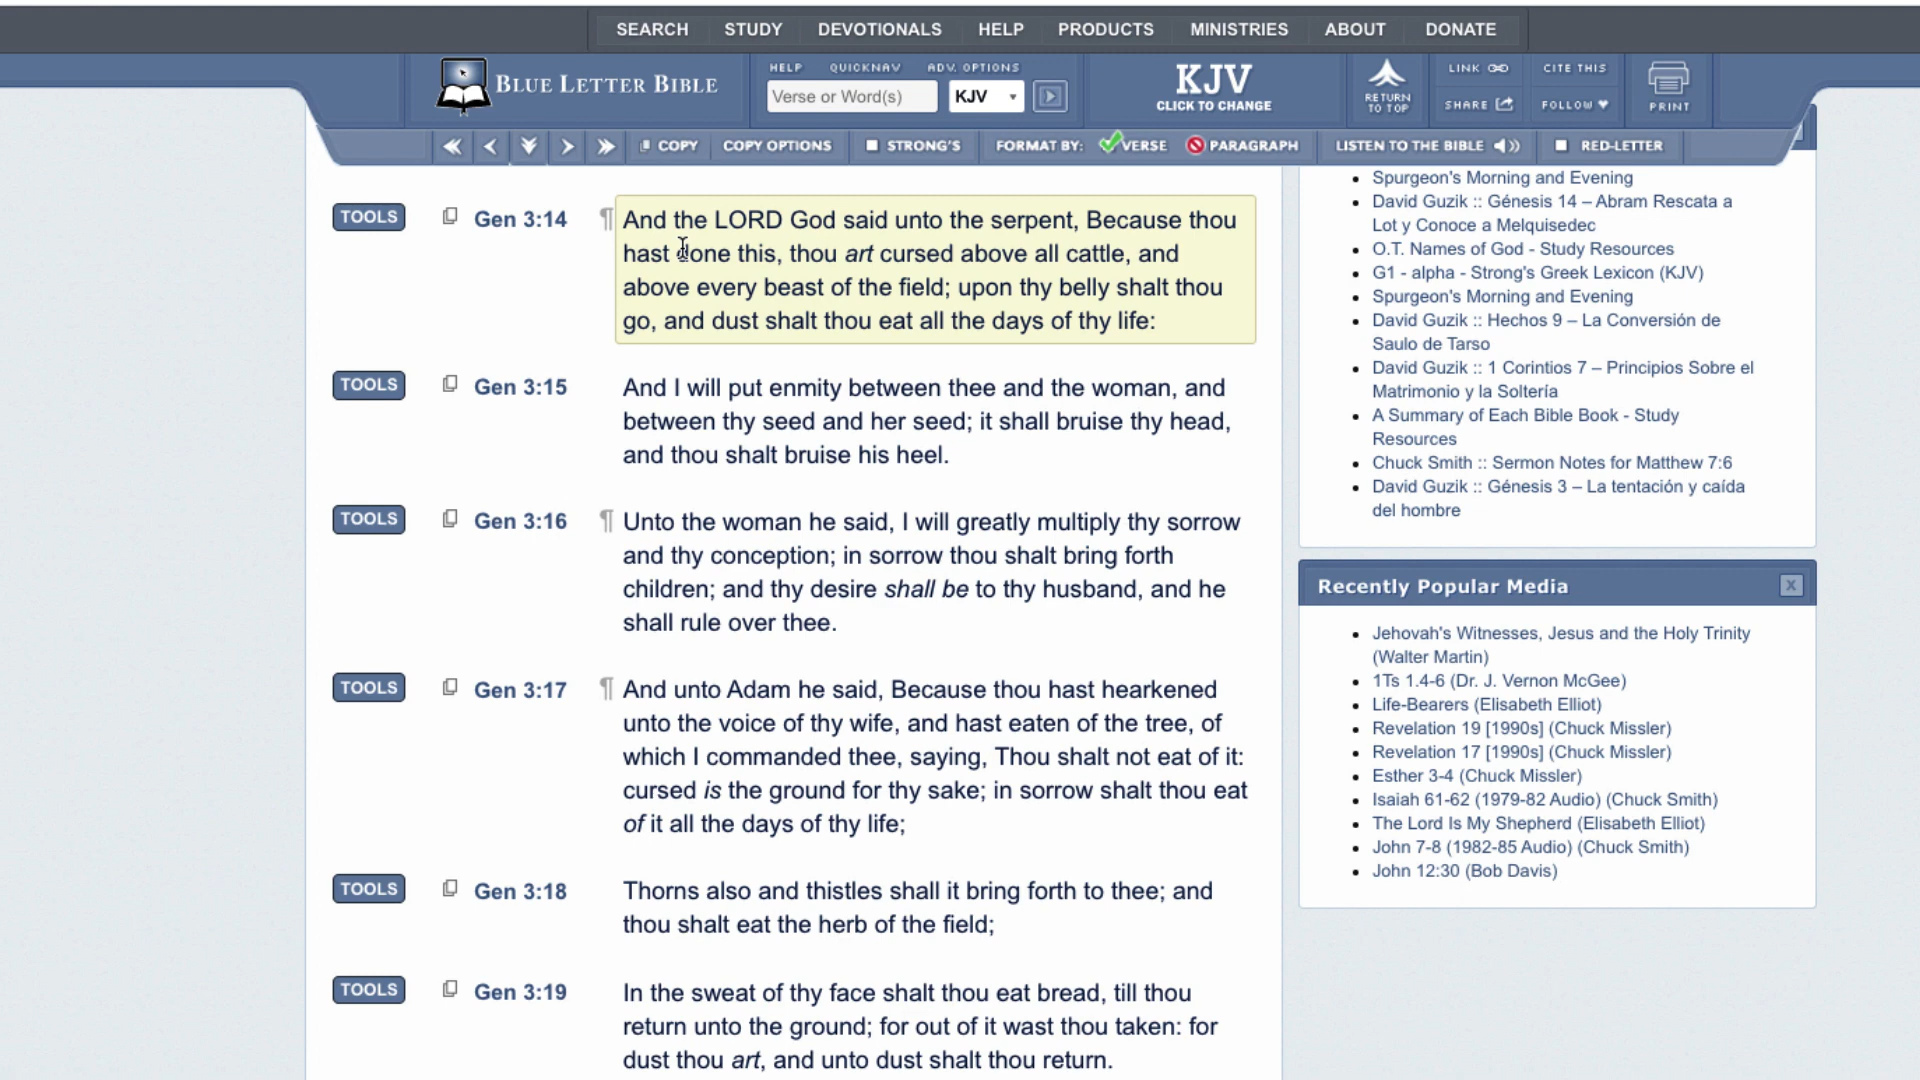 SEARCH STUDY DEVOTIONALS HELP PRODUCTS MINISTRIES ABOUT DONATE
BLUE LETTER BIBLE
HELP QUICKNAV ADV. OPTIONS
Verse or Word(s) KJV
KJV
CLICK TO CHANGE
RETURN
TO TOP
LINK CITE THIS
SHARE FOLLOW
PRINT
COPY COPY OPTIONS STRONG'S FORMAT BY: VERSE PARAGRAPH LISTEN TO THE BIBLE RED-LETTER
TOOLS Gen 3:14 ¶ And the LORD God said unto the serpent, Because thou
hast done this, thou art cursed above all cattle, and
above every beast of the field; upon thy belly shalt thou
go, and dust shalt thou eat all the days of thy life:
TOOLS Gen 3:15 And I will put enmity between thee and the woman, and
between thy seed and her seed; it shall bruise thy head,
and thou shalt bruise his heel.
TOOLS Gen 3:16 ¶ Unto the woman he said, I will greatly multiply thy sorrow
and thy conception; in sorrow thou shalt bring forth
children; and thy desire shall be to thy husband, and he
shall rule over thee.
TOOLS Gen 3:17 ¶ And unto Adam he said, Because thou hast hearkened
unto the voice of thy wife, and hast eaten of the tree, of
which I commanded thee, saying, Thou shalt not eat of it:
cursed is the ground for thy sake; in sorrow shalt thou eat
of it all the days of thy life;
TOOLS Gen 3:18 Thorns also and thistles shall it bring forth to thee; and
thou shalt eat the herb of the field;
TOOLS Gen 3:19 In the sweat of thy face shalt thou eat bread, till thou
return unto the ground; for out of it wast thou taken: for
dust thou art, and unto dust shalt thou return.
Spurgeon's Morning and Evening
David Guzik :: Génesis 14 – Abram Rescata a
Lot y Conoce a Melquisedec
O.T. Names of God - Study Resources
G1 - alpha - Strong's Greek Lexicon (KJV)
Spurgeon's Morning and Evening
David Guzik :: Hechos 9 – La Conversión de
Saulo de Tarso
David Guzik :: 1 Corintios 7 – Principios Sobre el
Matrimonio y la Soltería
A Summary of Each Bible Book - Study
Resources
Chuck Smith :: Sermon Notes for Matthew 7:6
David Guzik :: Génesis 3 – La tentación y caída
del hombre
Recently Popular Media x
Jehovah's Witnesses, Jesus and the Holy Trinity
(Walter Martin)
1Ts 1.4-6 (Dr. J. Vernon McGee)
Life-Bearers (Elisabeth Elliot)
Revelation 19 [1990s] (Chuck Missler)
Revelation 17 [1990s] (Chuck Missler)
Esther 3-4 (Chuck Missler)
Isaiah 61-62 (1979-82 Audio) (Chuck Smith)
The Lord Is My Shepherd (Elisabeth Elliot)
John 7-8 (1982-85 Audio) (Chuck Smith)
John 12:30 (Bob Davis)